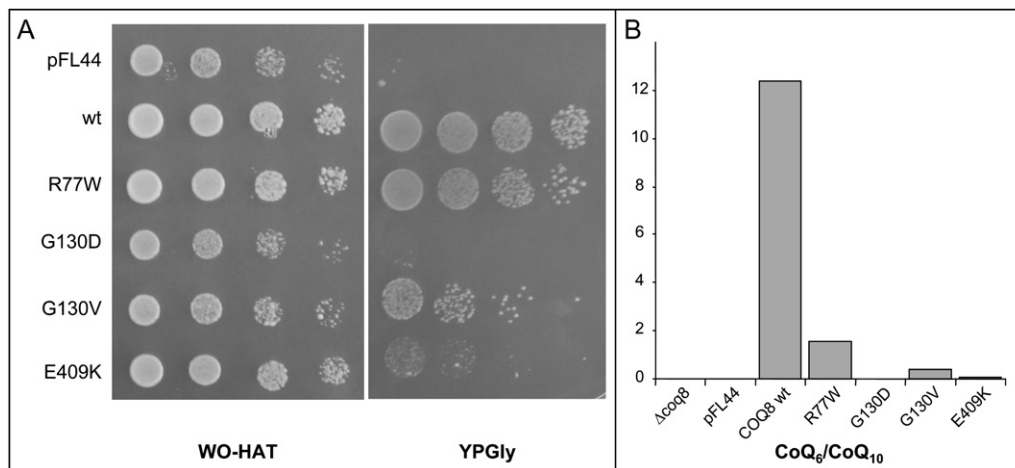 A
pFL44
wt
R77W
G130D
G130V
E409K
WO-HAT
YPGly
B
12
10
8
6
4
2
0
Δcoq8
pFL44
COQ8 wt
R77W
G130D
G130V
E409K
CoQ₆/CoQ₁₀